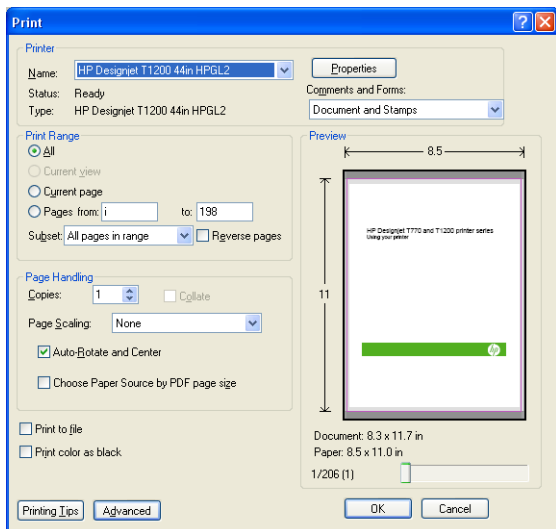 Print
Printer
Name: HP Designjet T1200 44in HPGL2
Properties
Status: Ready
Type: HP Designjet T1200 44in HPGL2
Comments and Forms:
Document and Stamps
Print Range
All
Current view
Current page
Pages from: i to: 198
Subset: All pages in range
Reverse pages
Page Handling
Copies: 1
Collate
Page Scaling: None
Auto-Rotate and Center
Choose Paper Source by PDF page size
Print to file
Print color as black
Preview
8.5
11
HP Designjet T770 and T1200 printer series
Using your printer
hp
Document: 8.3 x 11.7 in
Paper: 8.5 x 11.0 in
1/206 (1)
Printing Tips
Advanced
OK
Cancel